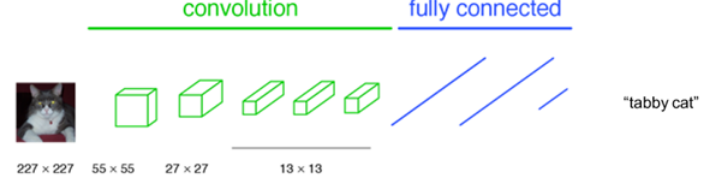 convolution fully connected
“tabby cat”
227 × 227 55 × 55 27 × 27 13 × 13